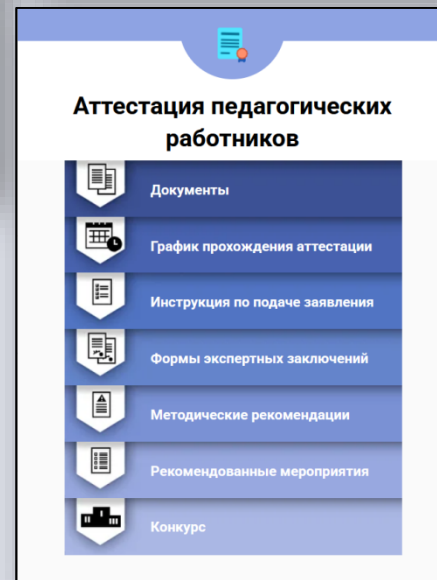 Аттестация педагогических
работников
Документы
График прохождения аттестации
Инструкция по подаче заявления
Формы экспертных заключений
Методические рекомендации
Рекомендованные мероприятия
Конкурс